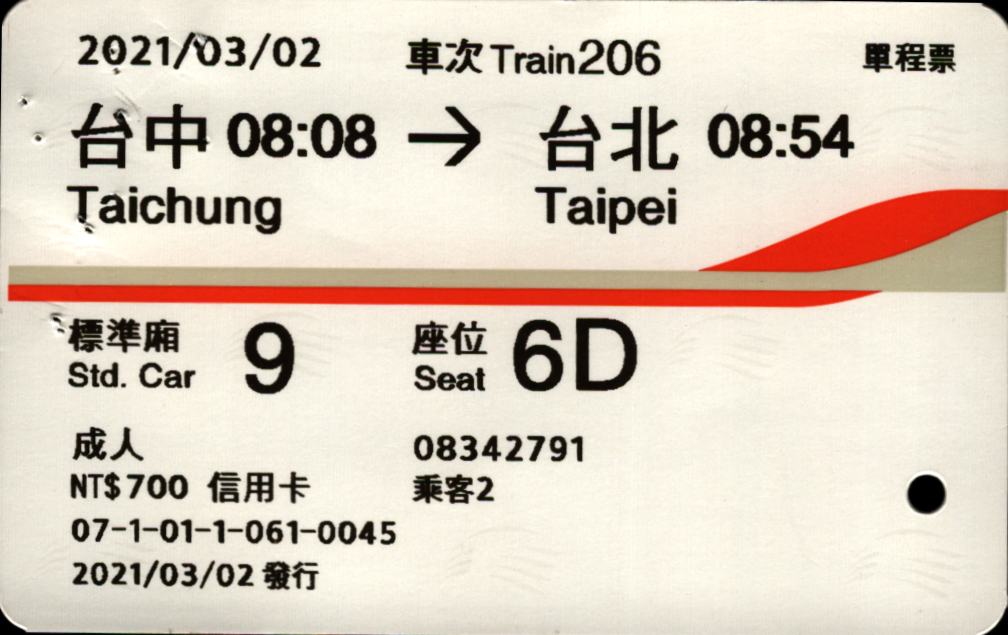 2021/03/02 車次 Train 206 單程票
台中 08:08 → 台北 08:54
Taichung Taipei
標準廂 9 座位 6D
Std. Car Seat
成人 08342791
NT$700 信用卡 乘客2
07-1-01-1-061-0045
2021/03/02 發行